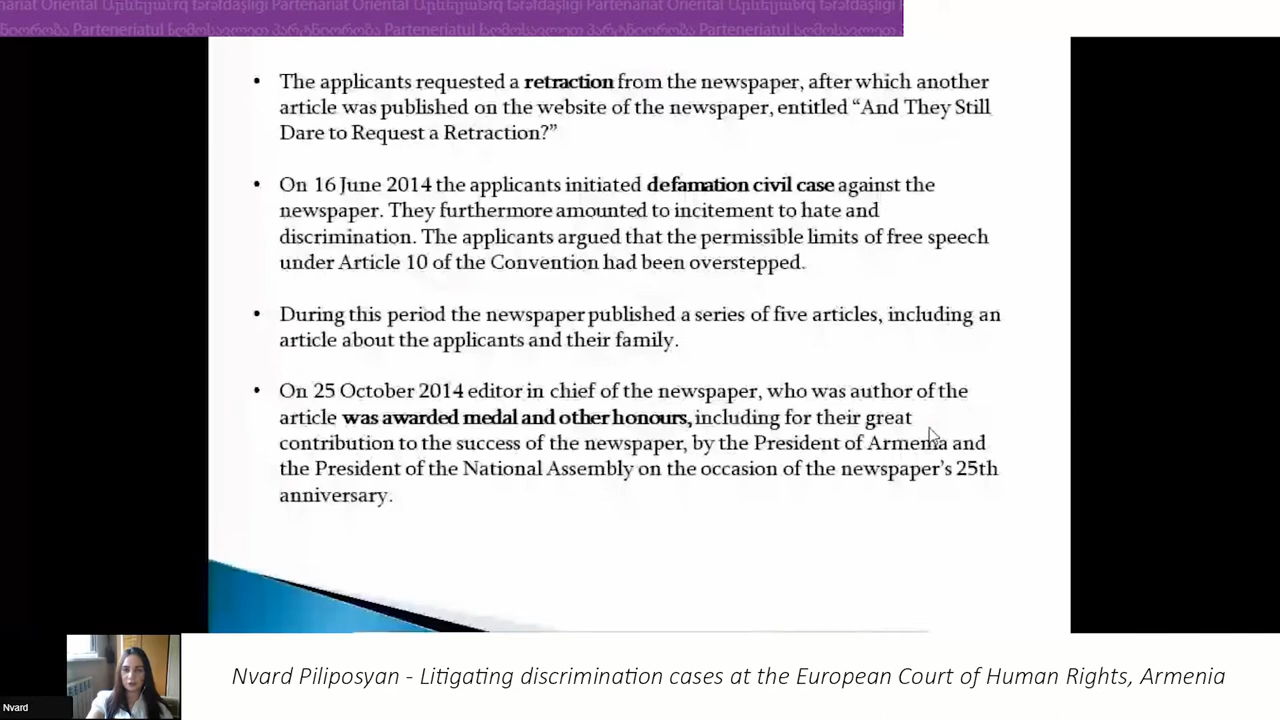 Partenariat Oriental
Parteneriatul
• The applicants requested a retraction from the newspaper, after which another
article was published on the website of the newspaper, entitled “And They Still
Dare to Request a Retraction?”
• On 16 June 2014 the applicants initiated defamation civil case against the
newspaper. They furthermore amounted to incitement to hate and
discrimination. The applicants argued that the permissible limits of free speech
under Article 10 of the Convention had been overstepped.
• During this period the newspaper published a series of five articles, including an
article about the applicants and their family.
• On 25 October 2014 editor in chief of the newspaper, who was author of the
article was awarded medal and other honours, including for their great
contribution to the success of the newspaper, by the President of Armenia and
the President of the National Assembly on the occasion of the newspaper’s 25th
anniversary.
Nvard
Nvard Piliposyan - Litigating discrimination cases at the European Court of Human Rights, Armenia